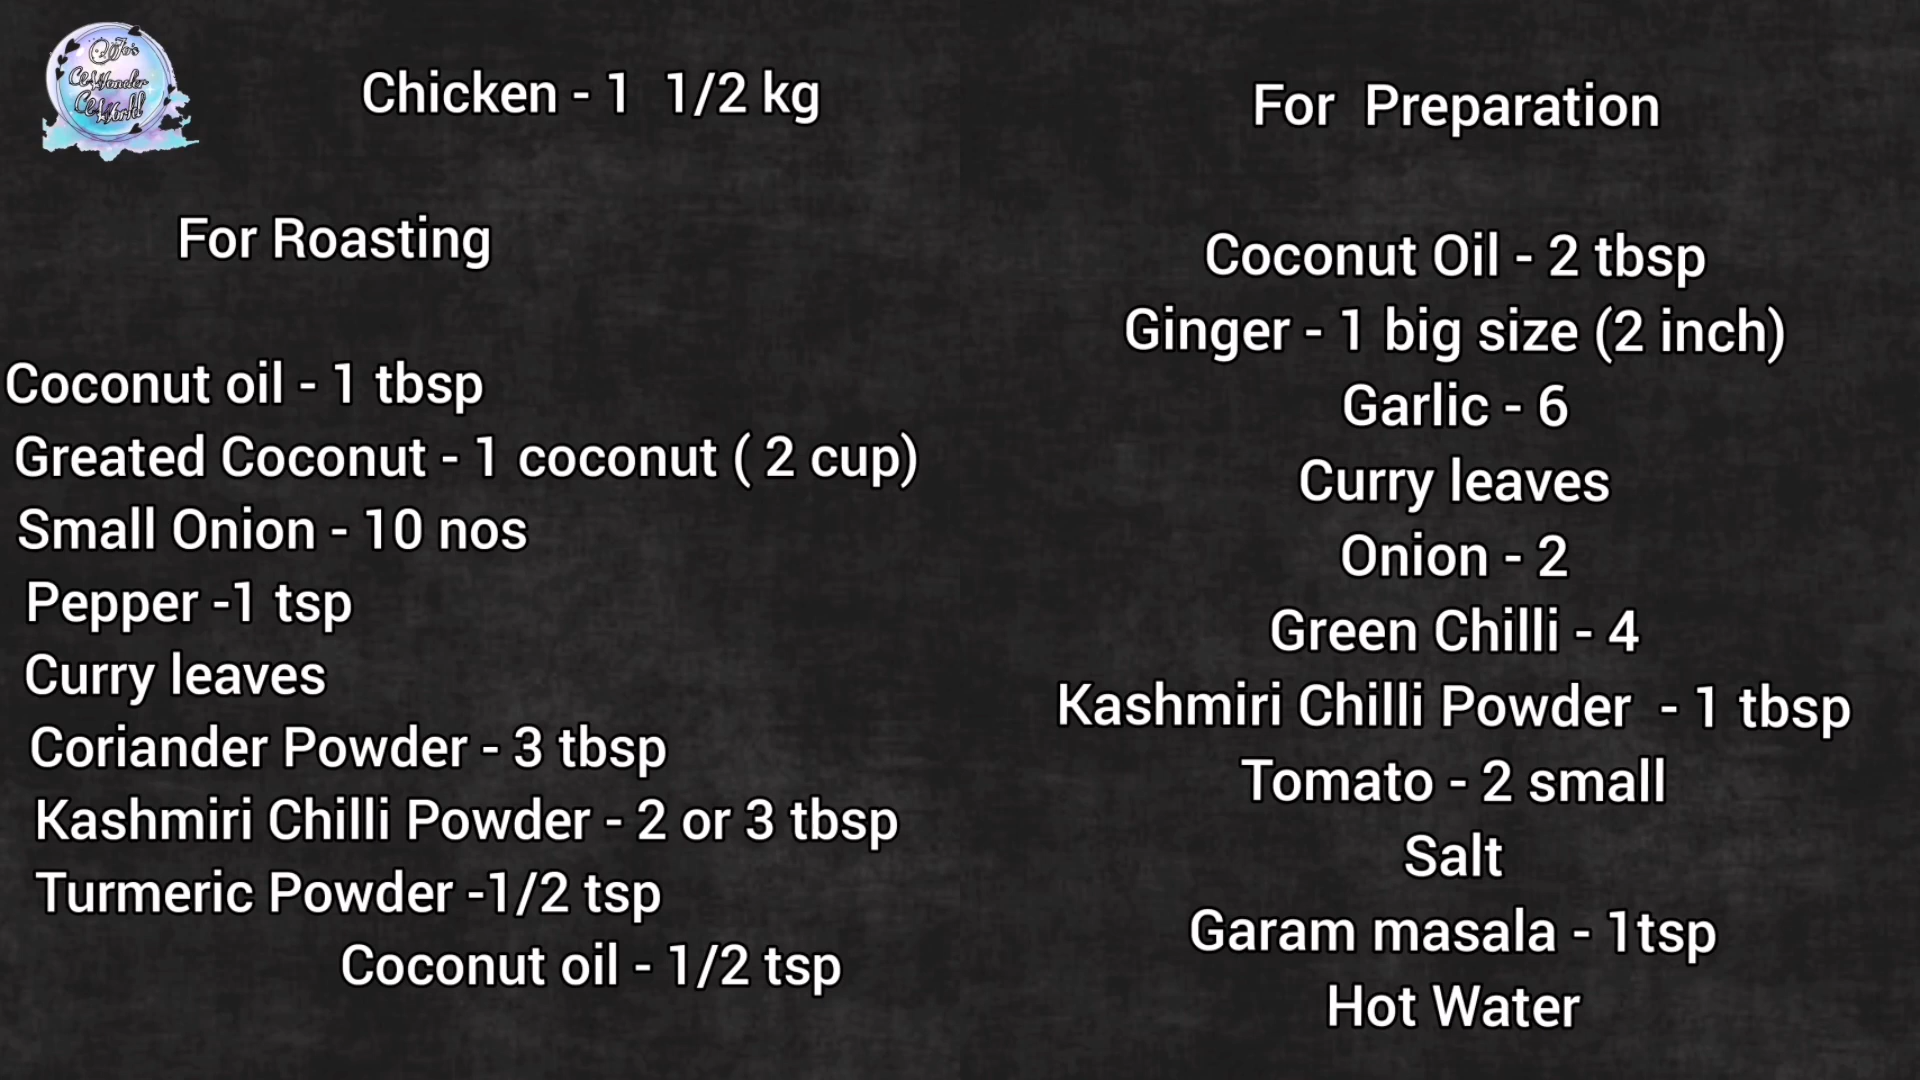 Jo's
Wonder
World
Chicken - 1 1/2 kg
For Roasting
Coconut oil - 1 tbsp
Greated Coconut - 1 coconut ( 2 cup)
Small Onion - 10 nos
Pepper -1 tsp
Curry leaves
Coriander Powder - 3 tbsp
Kashmiri Chilli Powder - 2 or 3 tbsp
Turmeric Powder -1/2 tsp
Coconut oil - 1/2 tsp
For Preparation
Coconut Oil - 2 tbsp
Ginger - 1 big size (2 inch)
Garlic - 6
Curry leaves
Onion - 2
Green Chilli - 4
Kashmiri Chilli Powder - 1 tbsp
Tomato - 2 small
Salt
Garam masala - 1tsp
Hot Water